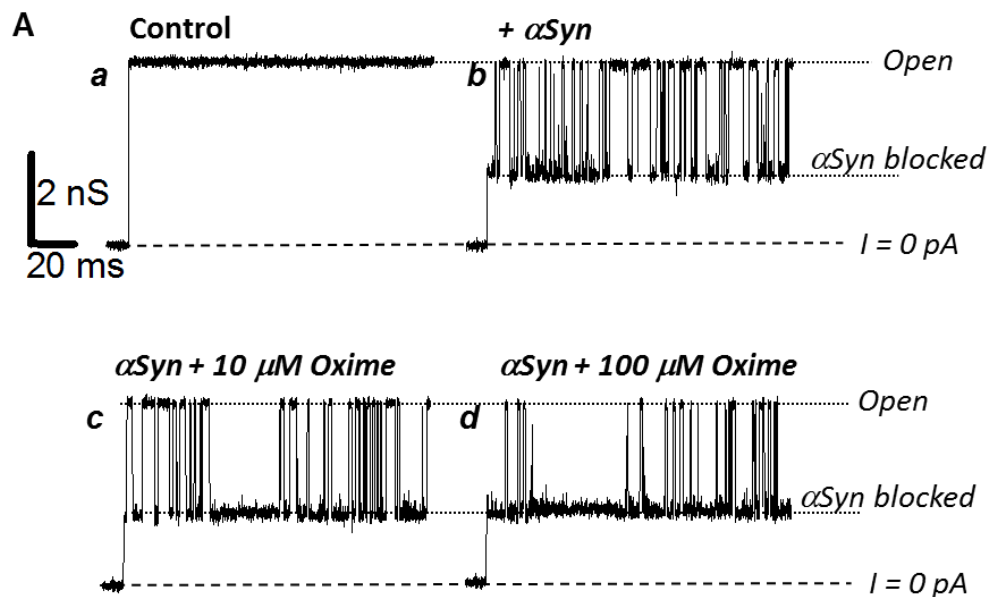 A
Control
+ αSyn
a
b
Open
αSyn blocked
2 nS
20 ms
I = 0 pA
αSyn + 10 μM Oxime
αSyn + 100 μM Oxime
c
d
Open
αSyn blocked
I = 0 pA